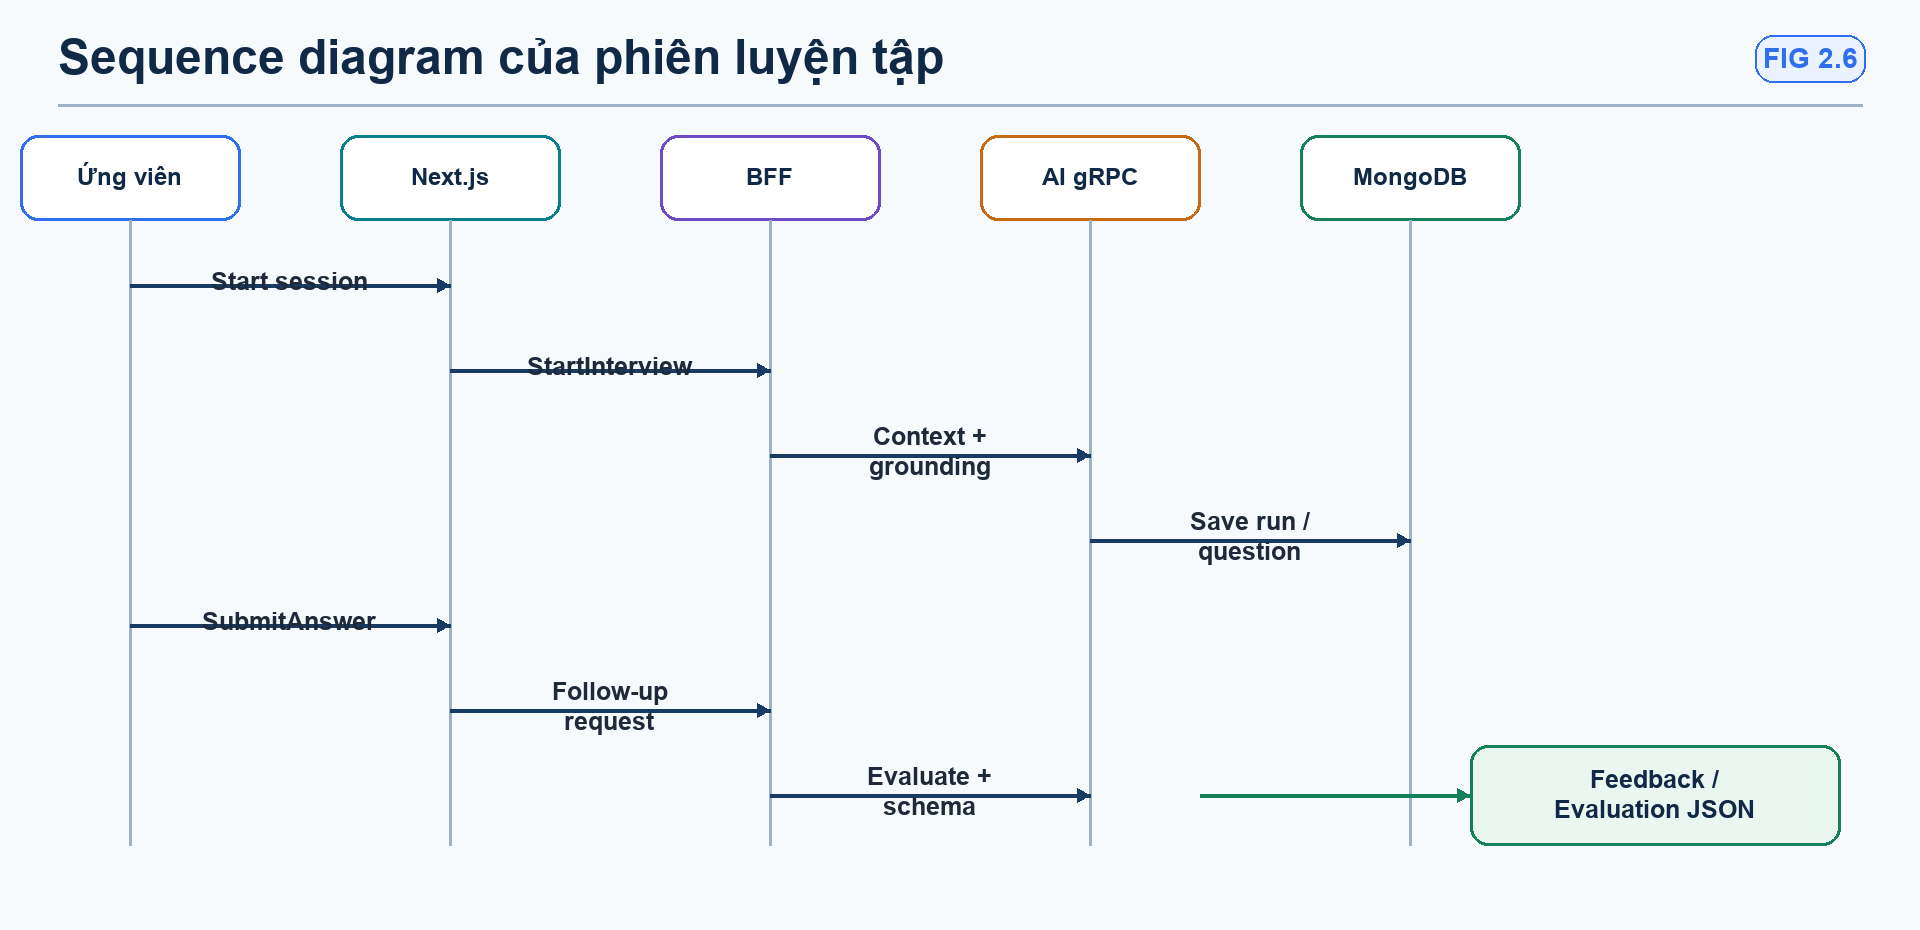 Sequence diagram của phiên luyện tập
FIG 2.6
Ứng viên
Next.js
BFF
AI gRPC
MongoDB
Start session
StartInterview
Context +
grounding
Save run /
question
SubmitAnswer
Follow-up
request
Evaluate +
schema
Feedback /
Evaluation JSON